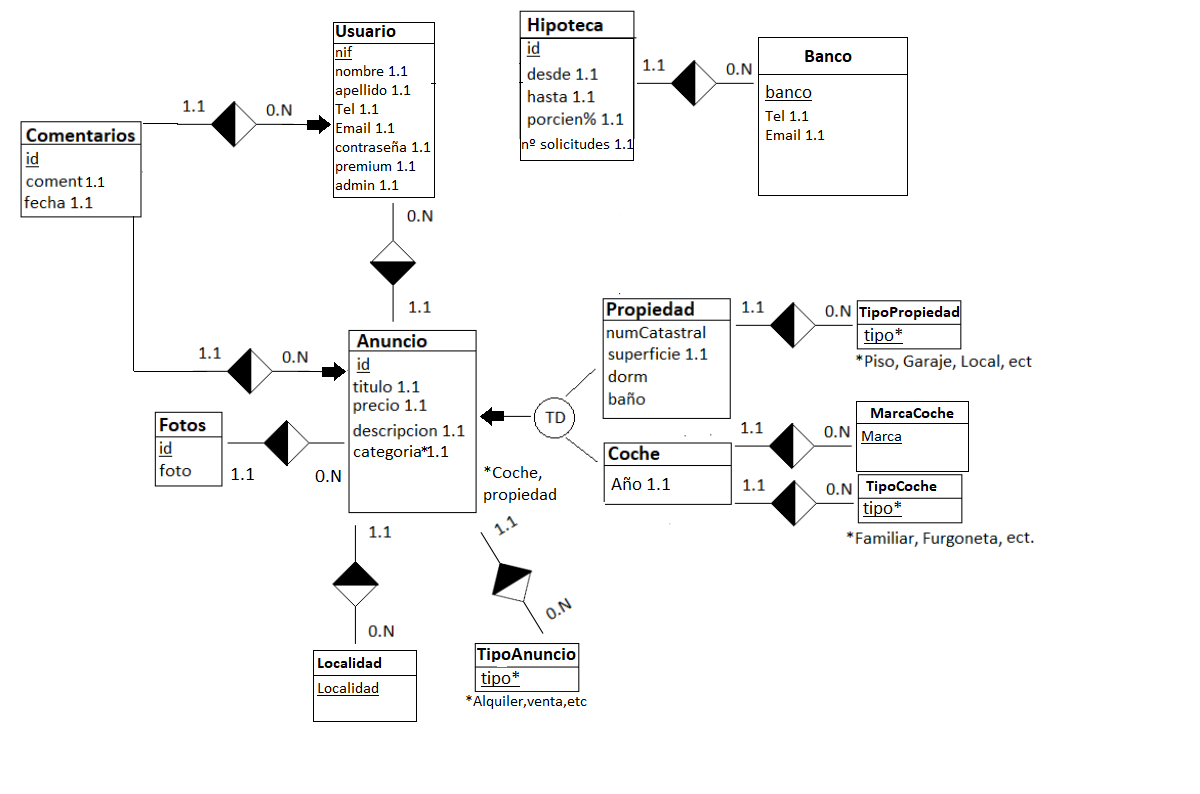 Usuario
nif
nombre 1.1
apellido 1.1
Tel 1.1
Email 1.1
contraseña 1.1
premium 1.1
admin 1.1
Hipoteca
id
desde 1.1
hasta 1.1
porcien% 1.1
nº solicitudes 1.1
1.1
0.N
Banco
banco
Tel 1.1
Email 1.1
1.1
0.N
Comentarios
id
coment 1.1
fecha 1.1
0.N
1.1
1.1
0.N
Anuncio
id
titulo 1.1
precio 1.1
descripcion 1.1
categoria*1.1
*Coche,
propiedad
Fotos
id
foto
1.1
0.N
TD
Propiedad
numCatastral
superficie 1.1
dorm
baño
1.1
0.N
TipoPropiedad
tipo*
*Piso, Garaje, Local, ect
Coche
Año 1.1
1.1
0.N
MarcaCoche
Marca
1.1
0.N
TipoCoche
tipo*
*Familiar, Furgoneta, ect.
1.1
0.N
Localidad
Localidad
1.1
0.N
TipoAnuncio
tipo*
*Alquiler,venta,etc